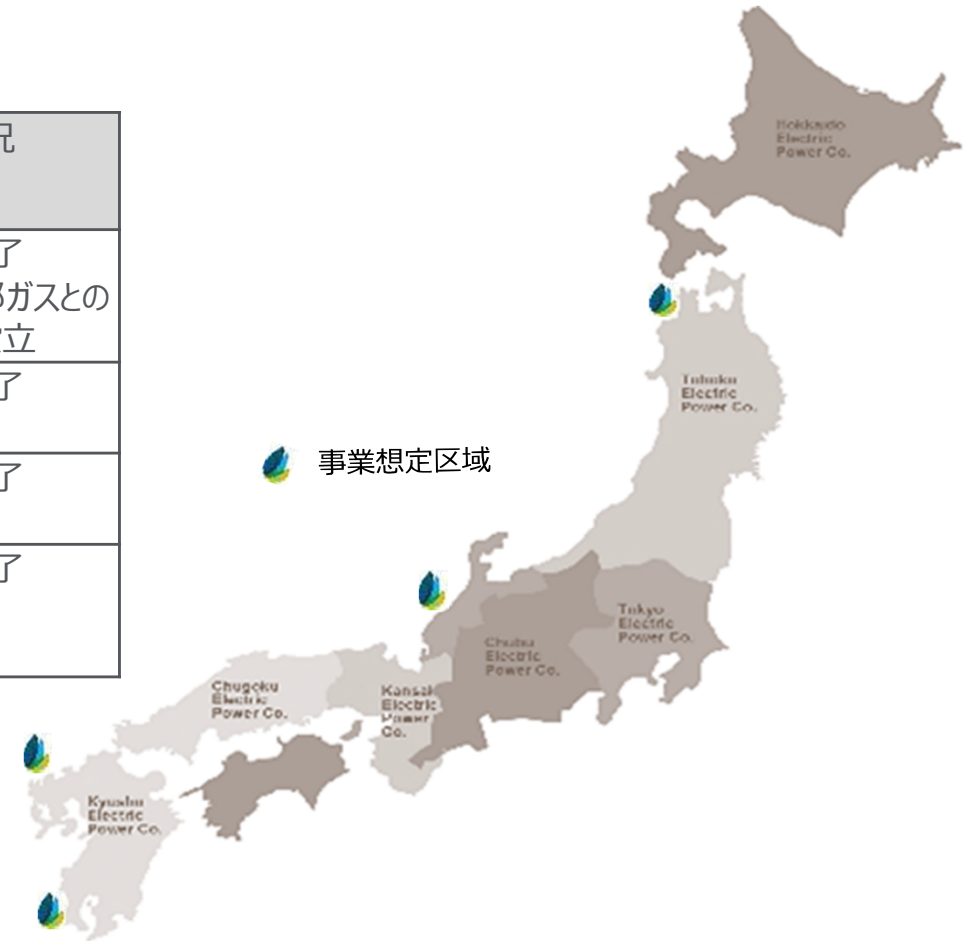 況
了
ガスとの
立
了
了
了
事業想定区域
Hokkaido
Electric
Power Co.
Tohoku
Electric
Power Co.
Tokyo
Electric
Power Co.
Chubu
Electric
Power Co.
Chugoku
Electric
Power Co.
Kansai
Electric
Power
Co.
Kyushu
Electric
Power Co.